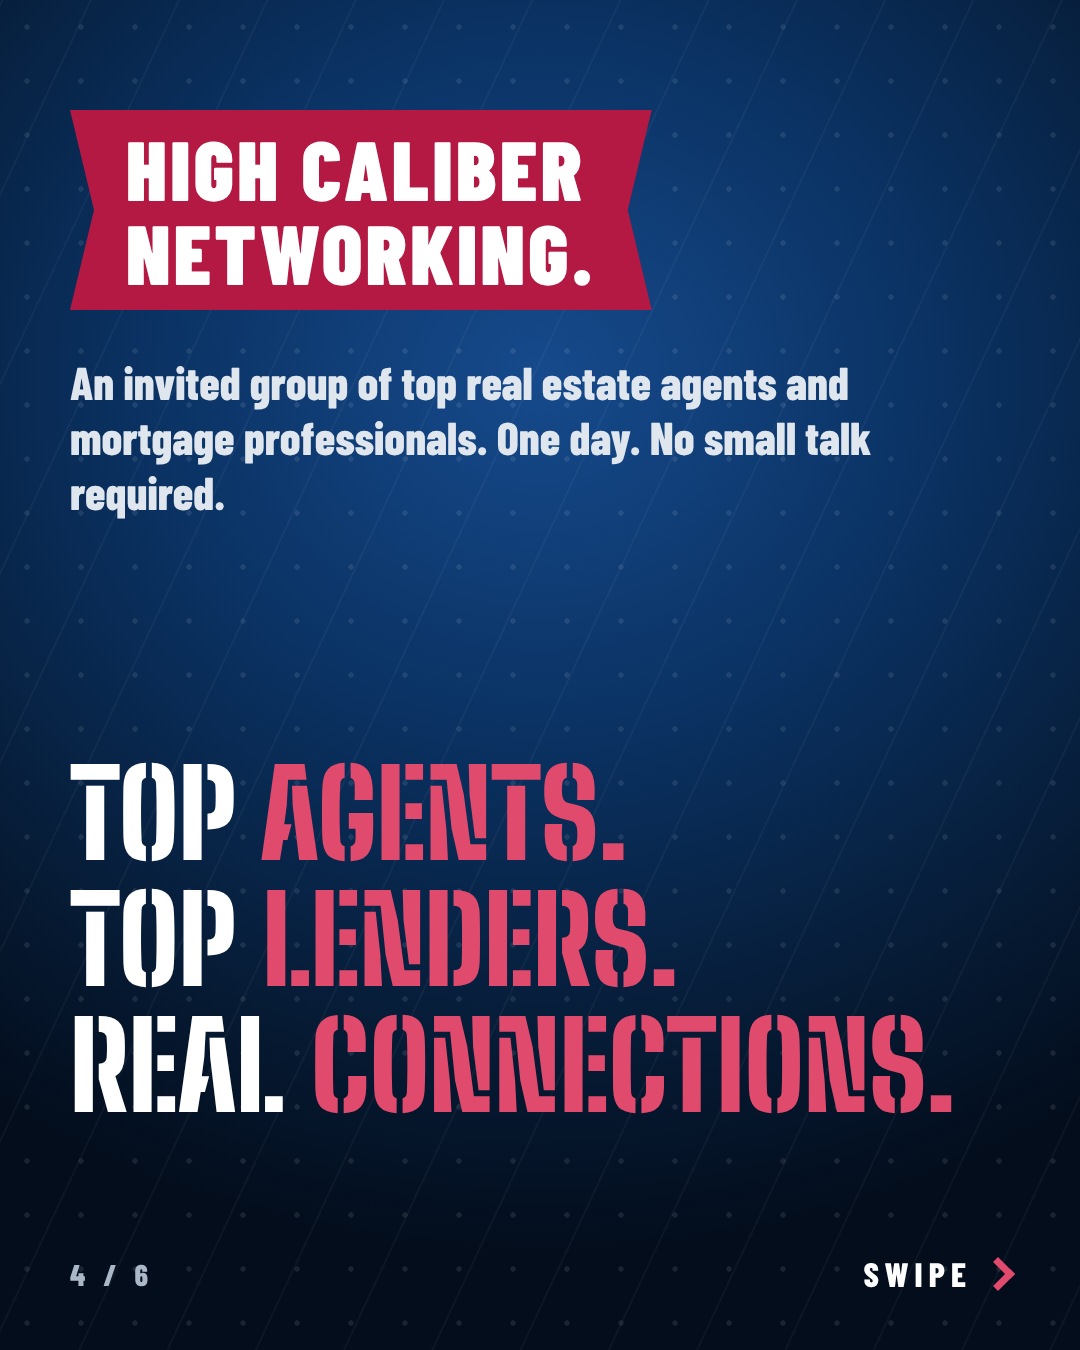 HIGH CALIBER
NETWORKING.
An invited group of top real estate agents and
mortgage professionals. One day. No small talk
required.
TOP AGENTS.
TOP LENDERS.
REAL CONNECTIONS.
4 / 6
SWIPE